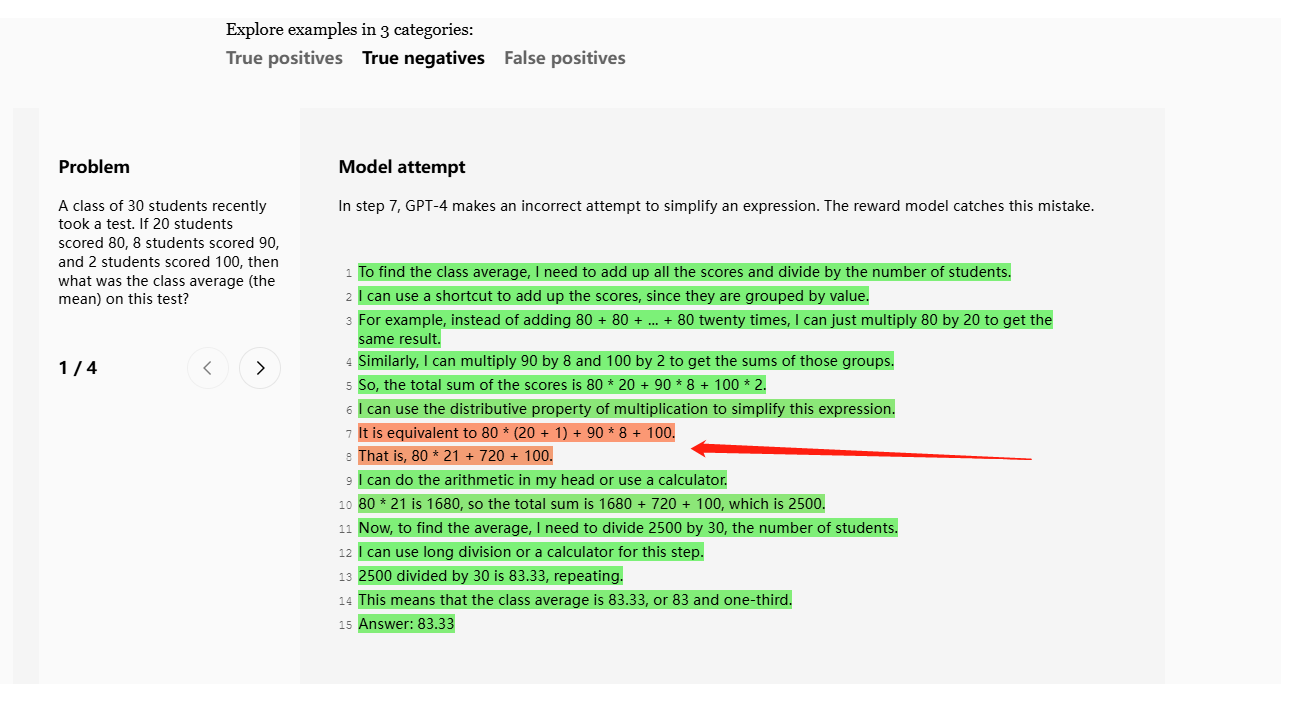 Explore examples in 3 categories:
True positives True negatives False positives
Problem
A class of 30 students recently
took a test. If 20 students
scored 80, 8 students scored 90,
and 2 students scored 100, then
what was the class average (the
mean) on this test?
1 / 4
Model attempt
In step 7, GPT-4 makes an incorrect attempt to simplify an expression. The reward model catches this mistake.
1 To find the class average, I need to add up all the scores and divide by the number of students.
2 I can use a shortcut to add up the scores, since they are grouped by value.
3 For example, instead of adding 80 + 80 + ... + 80 twenty times, I can just multiply 80 by 20 to get the
same result.
4 Similarly, I can multiply 90 by 8 and 100 by 2 to get the sums of those groups.
5 So, the total sum of the scores is 80 * 20 + 90 * 8 + 100 * 2.
6 I can use the distributive property of multiplication to simplify this expression.
7 It is equivalent to 80 * (20 + 1) + 90 * 8 + 100.
8 That is, 80 * 21 + 720 + 100.
9 I can do the arithmetic in my head or use a calculator.
10 80 * 21 is 1680, so the total sum is 1680 + 720 + 100, which is 2500.
11 Now, to find the average, I need to divide 2500 by 30, the number of students.
12 I can use long division or a calculator for this step.
13 2500 divided by 30 is 83.33, repeating.
14 This means that the class average is 83.33, or 83 and one-third.
15 Answer: 83.33